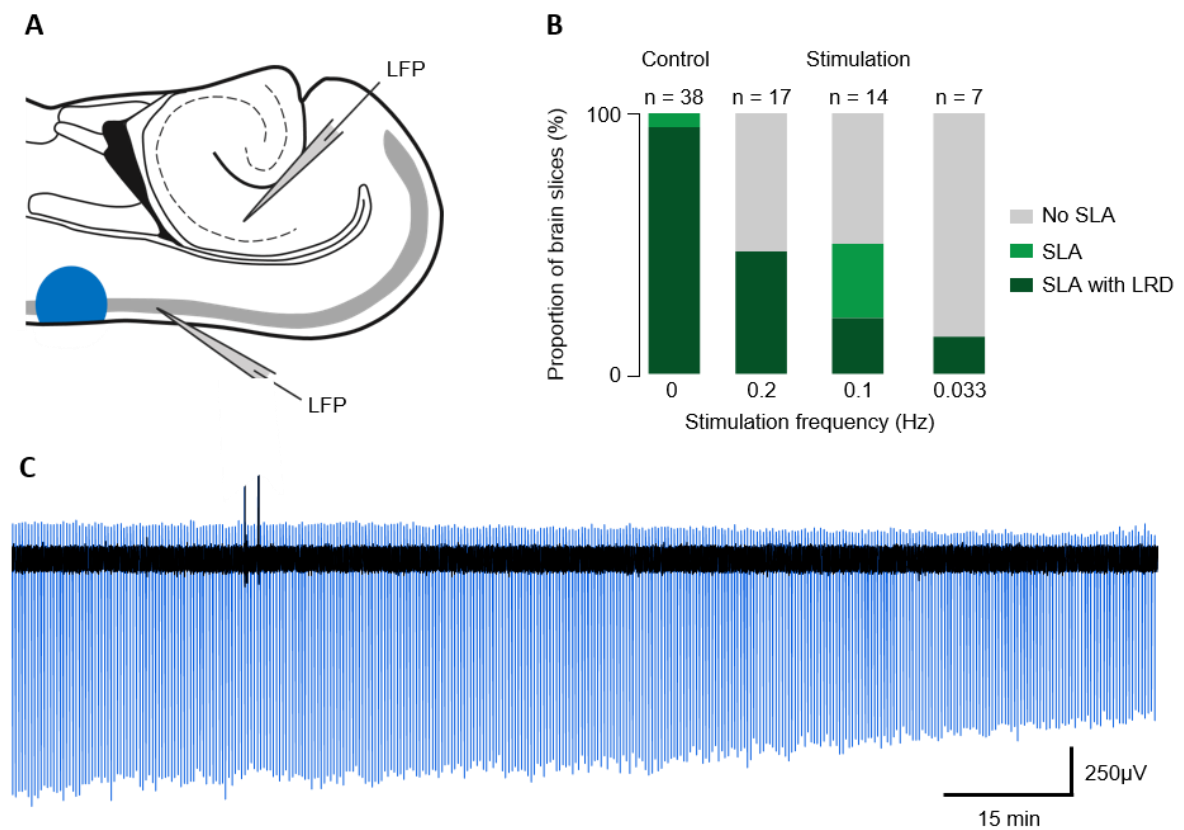 A
LFP
LFP
B
Control
Stimulation
n = 38
n = 17
n = 14
n = 7
100
0
Proportion of brain slices (%)
0
0.2
0.1
0.033
Stimulation frequency (Hz)
No SLA
SLA
SLA with LRD
C
250µV
15 min